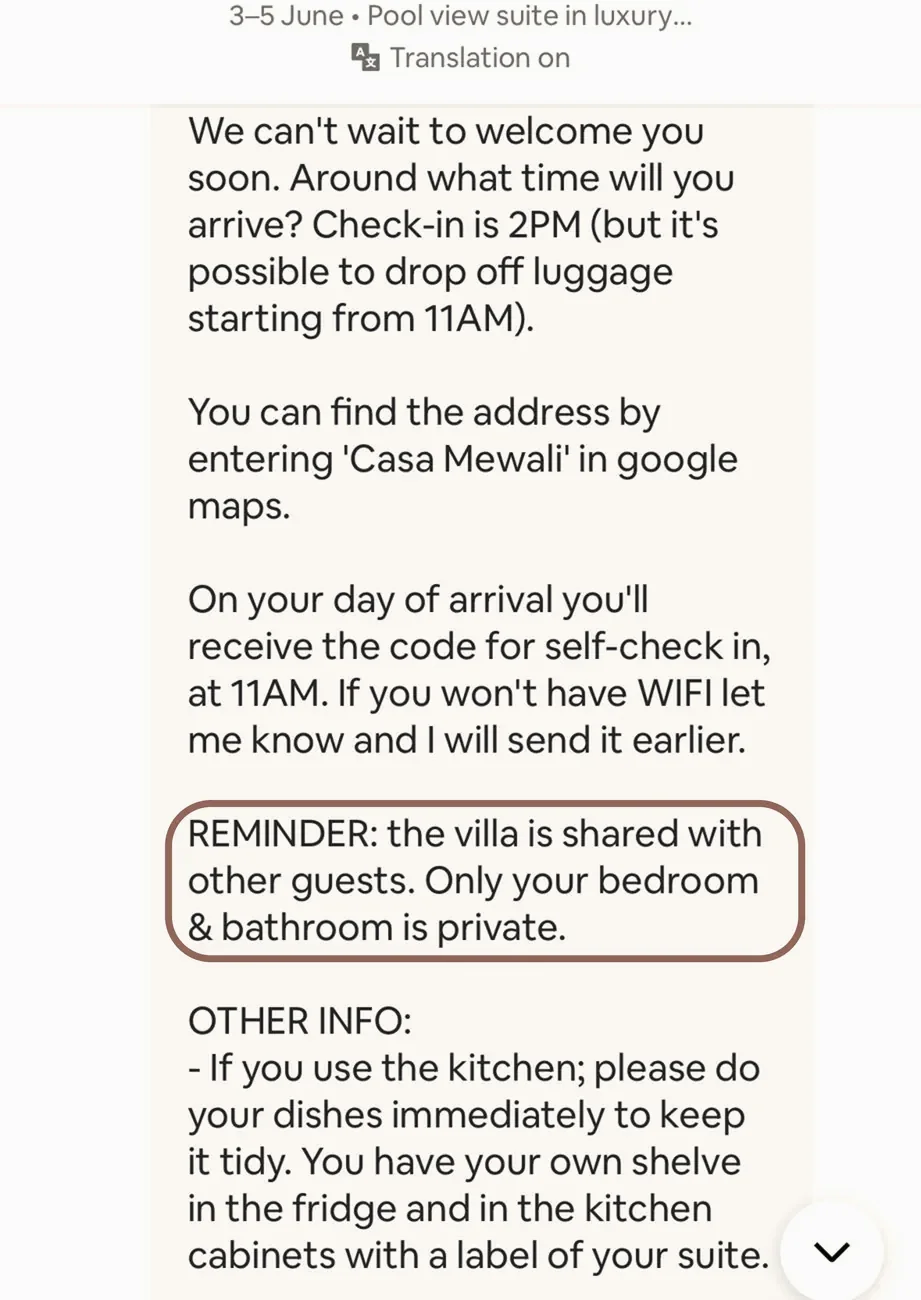 3–5 June • Pool view suite in luxury...
Translation on
We can't wait to welcome you
soon. Around what time will you
arrive? Check-in is 2PM (but it's
possible to drop off luggage
starting from 11AM).
You can find the address by
entering 'Casa Mewali' in google
maps.
On your day of arrival you'll
receive the code for self-check in,
at 11AM. If you won't have WIFI let
me know and I will send it earlier.
REMINDER: the villa is shared with
other guests. Only your bedroom
& bathroom is private.
OTHER INFO:
- If you use the kitchen; please do
your dishes immediately to keep
it tidy. You have your own shelve
in the fridge and in the kitchen
cabinets with a label of your suite.